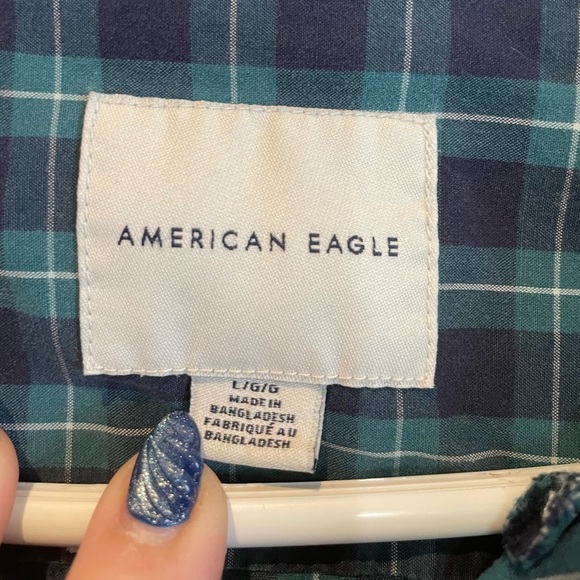 AMERICAN EAGLE
L/G/G
MADE IN
BANGLADESH
FABRIQUÉ AU
BANGLADESH